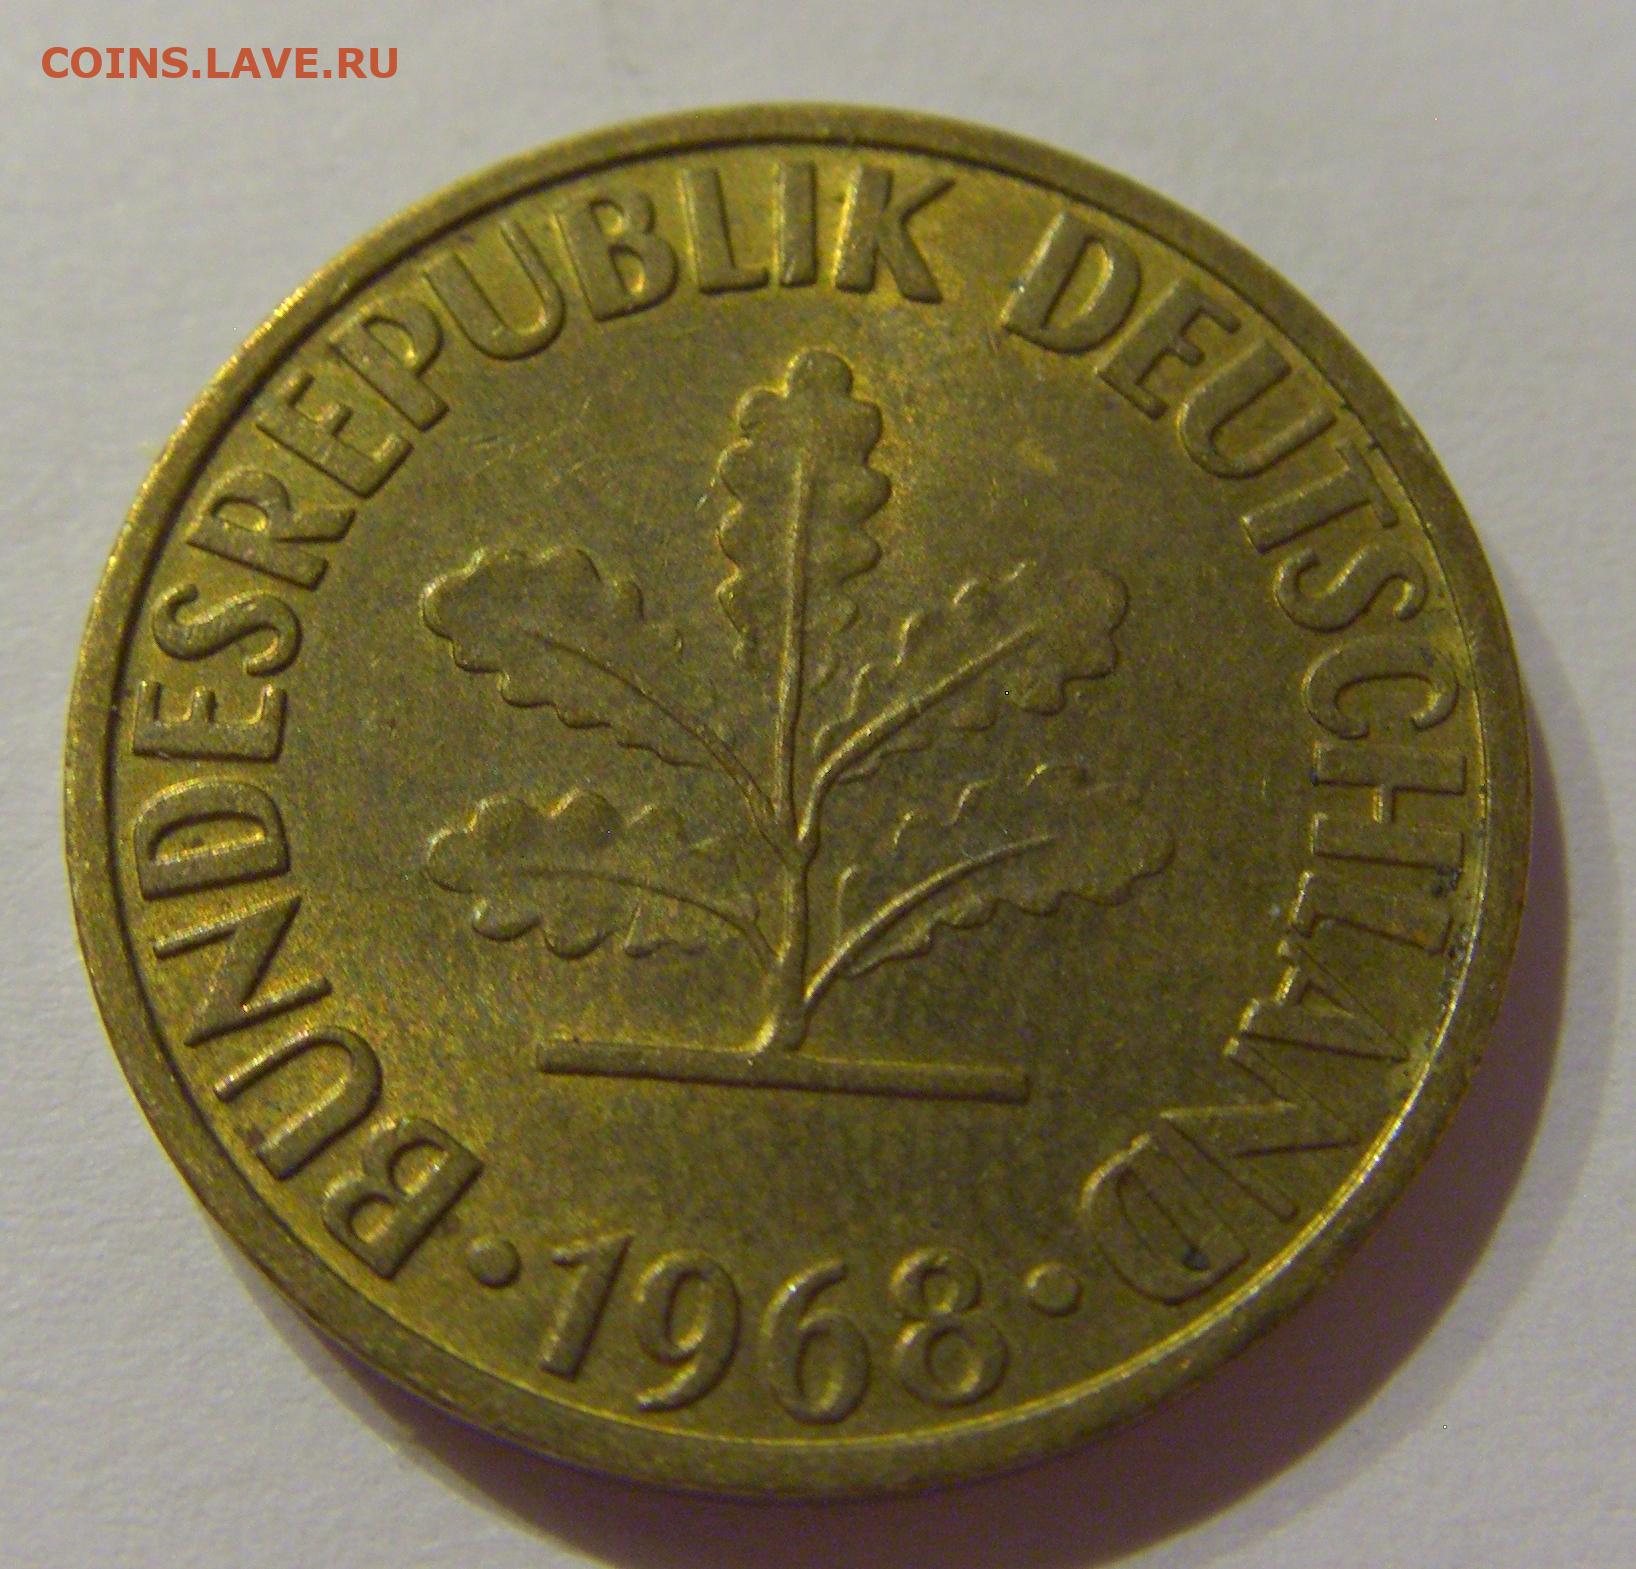 COINS.LAVE.RU
BUNDESREPUBLIK DEUTSCHLAND
· 1968 ·